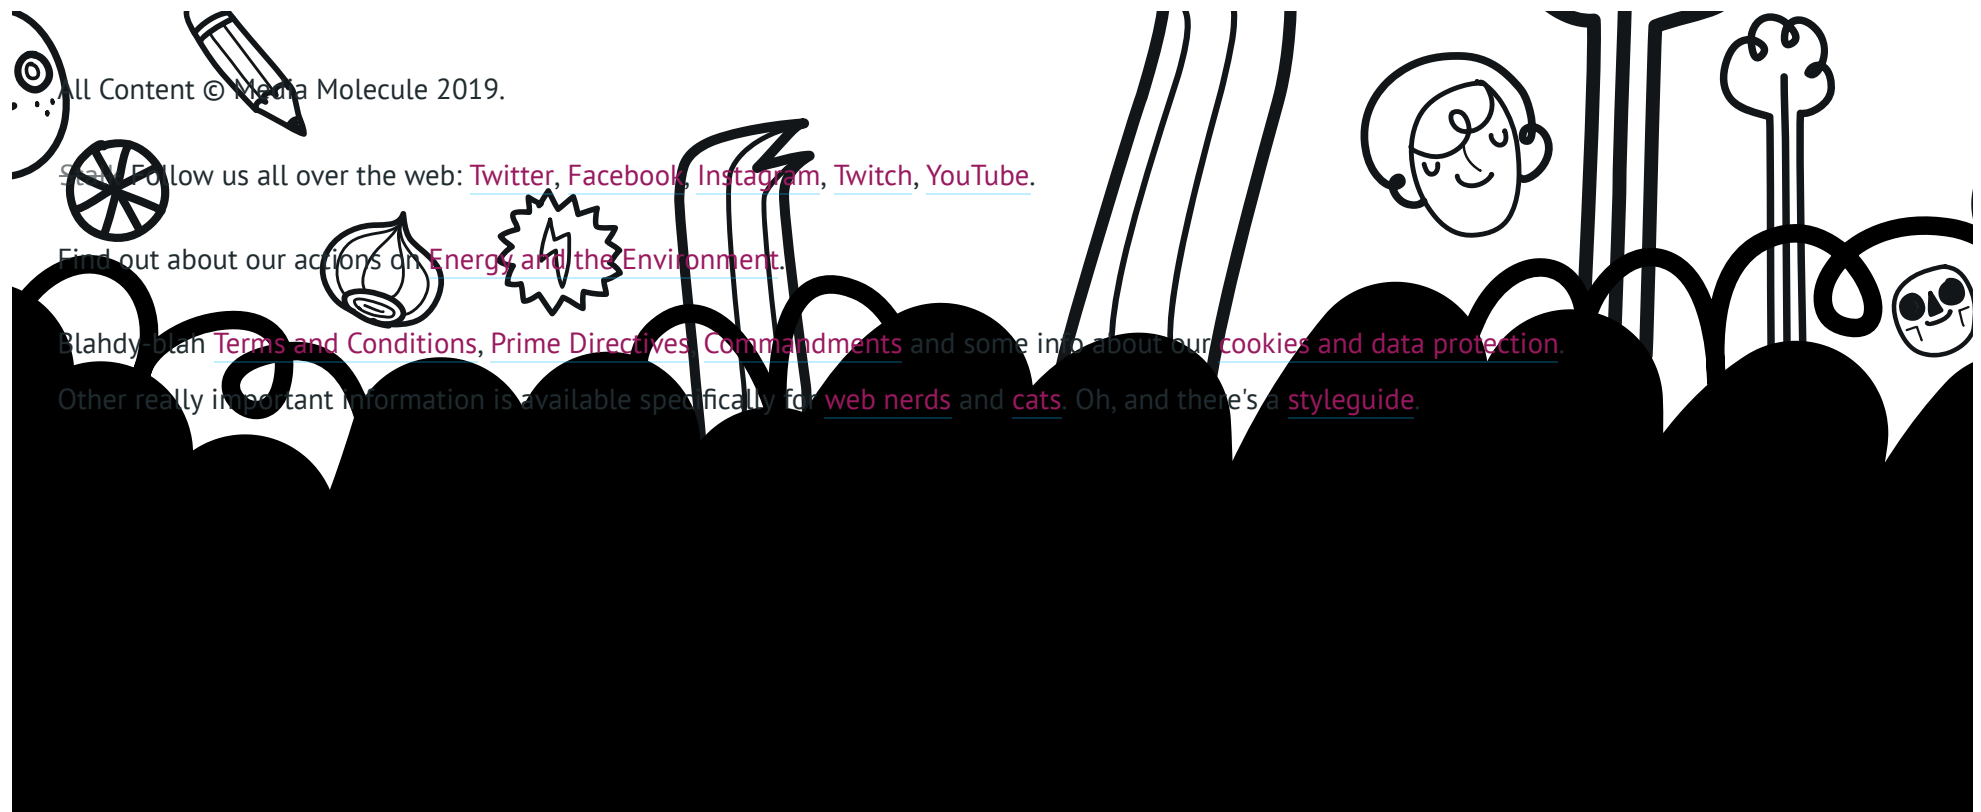 All Content © Media Molecule 2019.
Stalk Follow us all over the web: Twitter, Facebook, Instagram, Twitch, YouTube.
Find out about our actions on Energy and the Environment.
Blahdy-blah Terms and Conditions, Prime Directives, Commandments and some info about our cookies and data protection.
Other really important information is available specifically for web nerds and cats. Oh, and there's a styleguide.